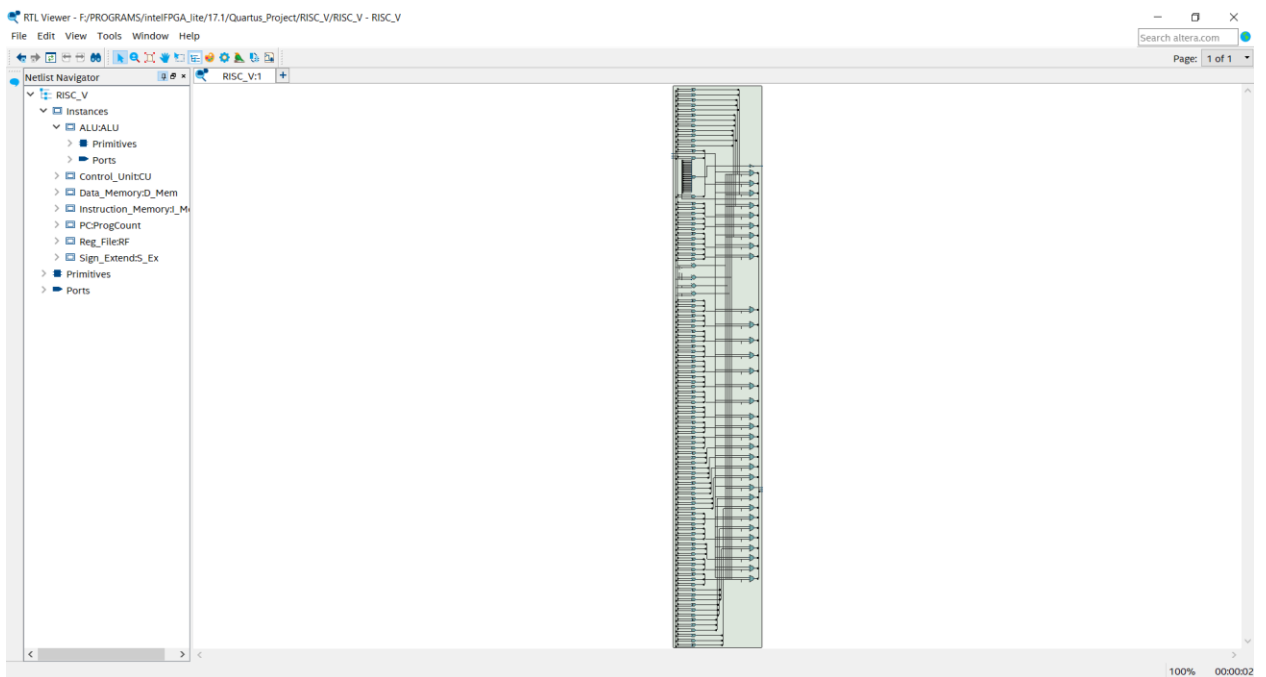 RTL Viewer - F:/PROGRAMS/intelFPGA_lite/17.1/Quartus_Project/RISC_V/RISC_V - RISC_V
File Edit View Tools Window Help
Search altera.com
Page: 1 of 1
Netlist Navigator
RISC_V:1
RISC_V
Instances
ALU:ALU
Primitives
Ports
Control_Unit:CU
Data_Memory:D_Mem
Instruction_Memory:I_M
PC:ProgCount
Reg_File:RF
Sign_Extend:S_Ex
Primitives
Ports
100% 00:00:02